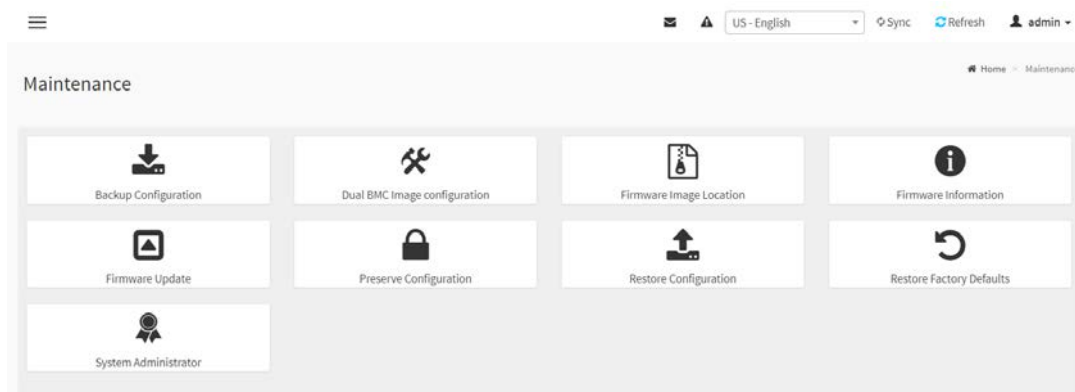 US - English
Sync
Refresh
admin
Maintenance
Home > Maintenanc
Backup Configuration
Dual BMC Image configuration
Firmware Image Location
Firmware Information
Firmware Update
Preserve Configuration
Restore Configuration
Restore Factory Defaults
System Administrator